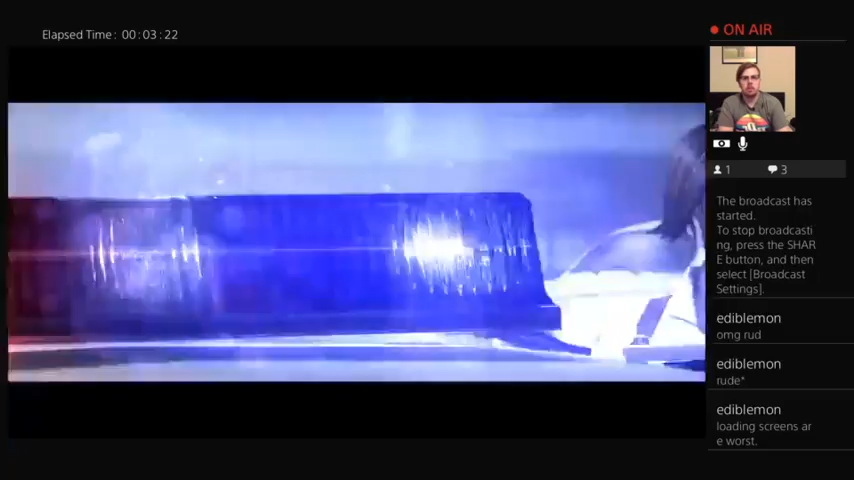 Elapsed Time: 00:03:22
ON AIR
1
3
The broadcast has
started.
To stop broadcasti
ng, press the SHAR
E button, and then
select [Broadcast
Settings].
ediblemon
omg rud
ediblemon
rude*
ediblemon
loading screens ar
e worst.